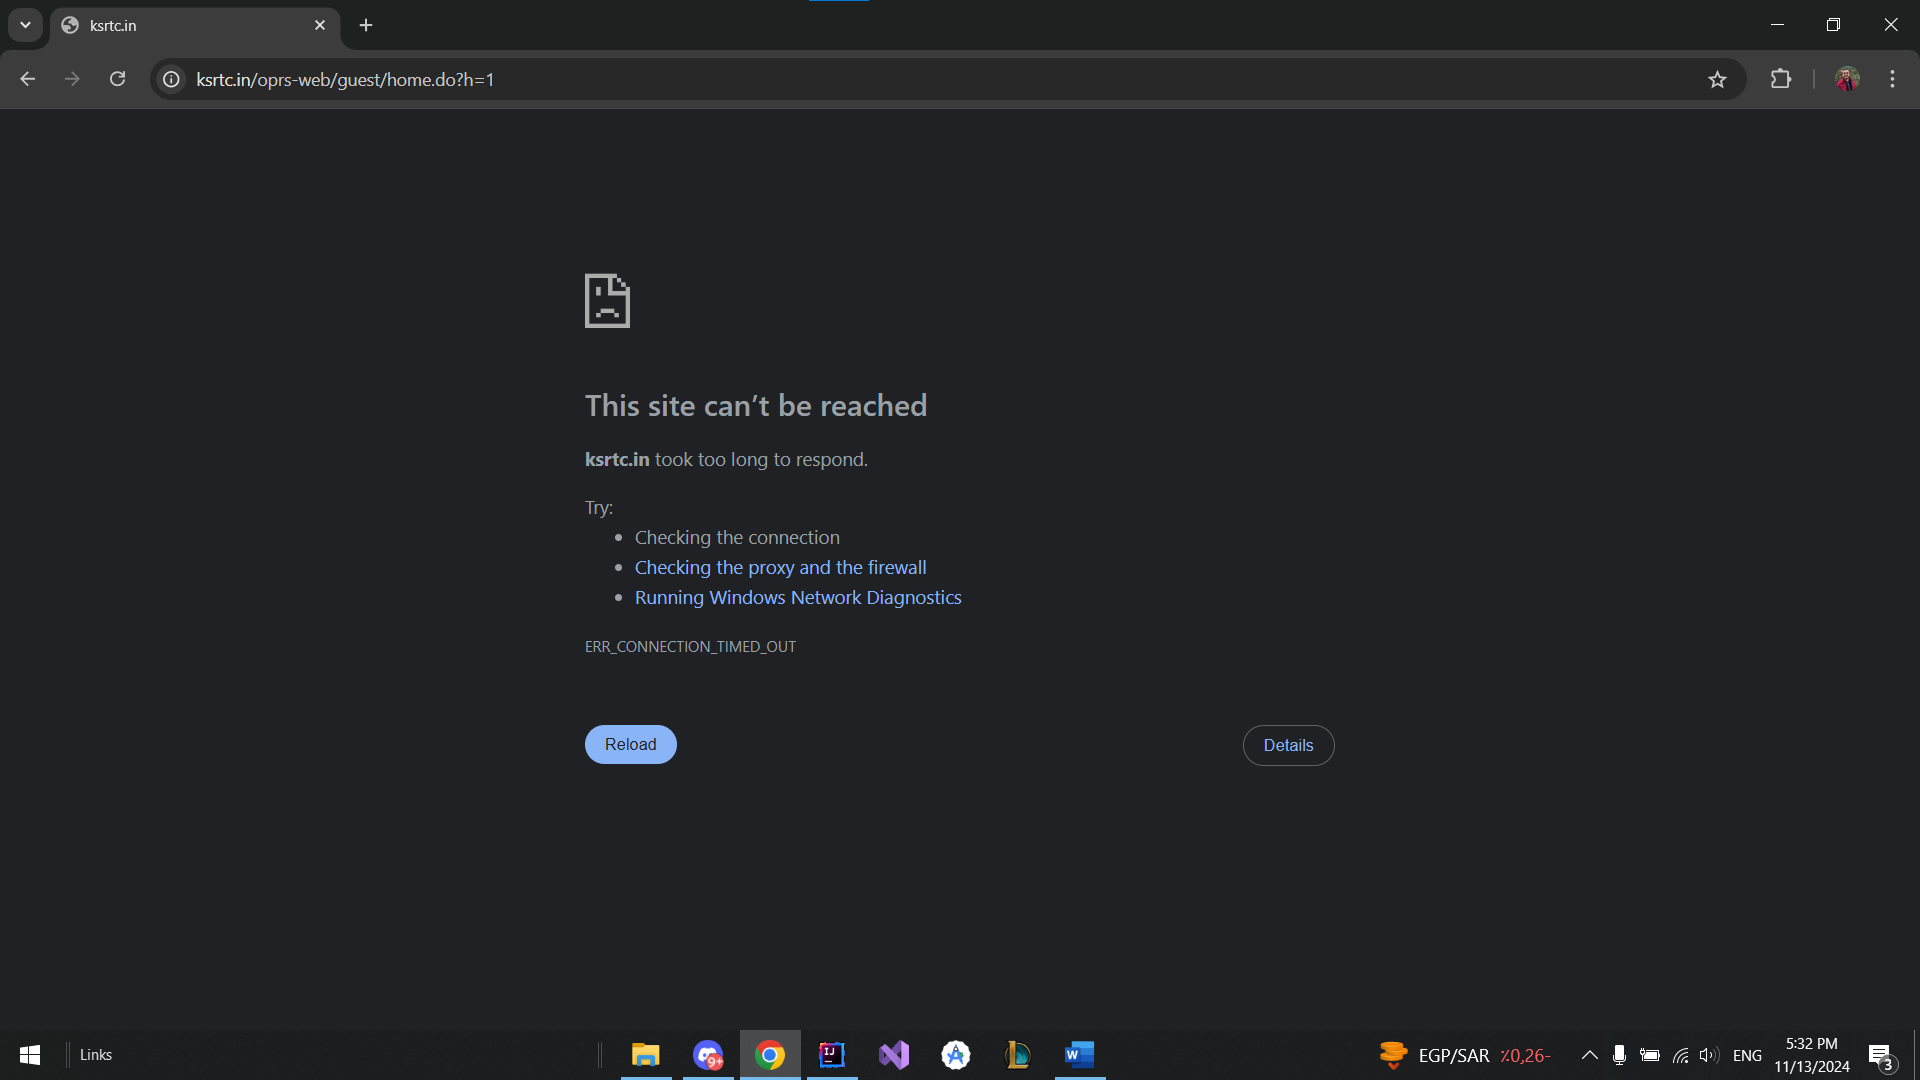 ksrtc.in
ksrtc.in/oprs-web/guest/home.do?h=1
This site can’t be reached
ksrtc.in took too long to respond.
Try:
Checking the connection
Checking the proxy and the firewall
Running Windows Network Diagnostics
ERR_CONNECTION_TIMED_OUT
Reload
Details
Links
9+
IJ
W
EGP/SAR ٪0,26-
ENG
5:32 PM
11/13/2024
3